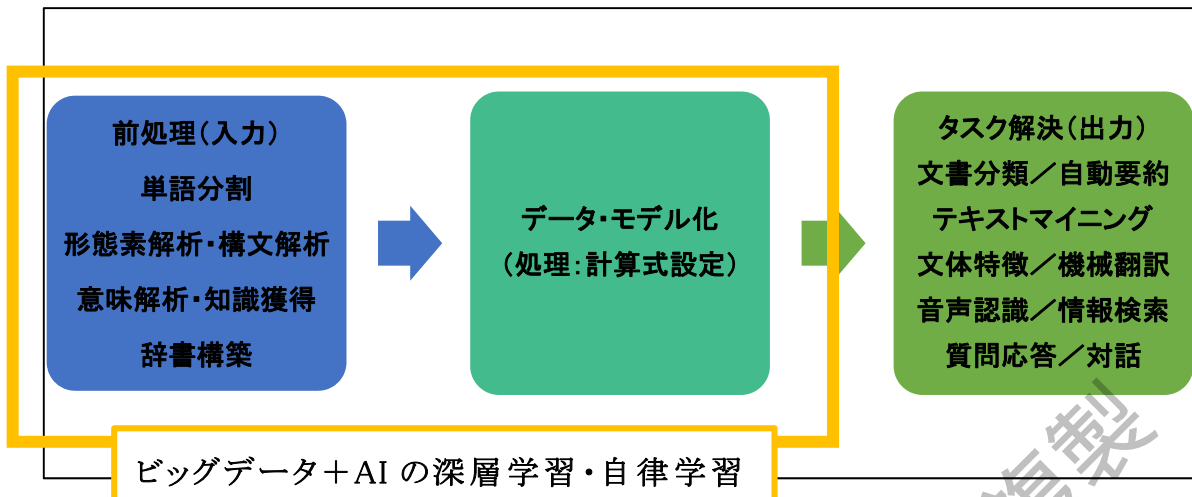 前処理(入力)
単語分割
形態素解析・構文解析
意味解析・知識獲得
辞書構築
データ・モデル化
(処理:計算式設定)
タスク解決(出力)
文書分類／自動要約
テキストマイニング
文体特徴／機械翻訳
音声認識／情報検索
質問応答／対話
ビッグデータ＋AI の深層学習・自律学習
複製